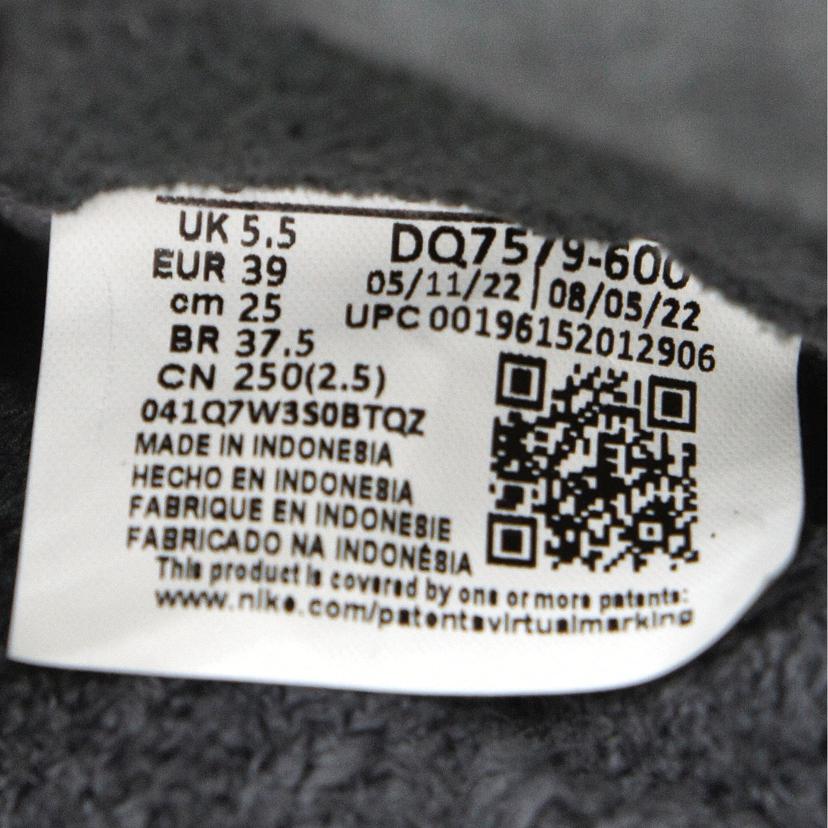 UK 5.5
EUR 39
cm 25
BR 37.5
CN 250(2.5)
041Q7W3S0BTQZ
DQ7579-600
05/11/22 | 08/05/22
UPC 00196152012906
MADE IN INDONESIA
HECHO EN INDONESIA
FABRIQUE EN INDONESIE
FABRICADO NA INDONÉSIA
This product is covered by one or more patents:
www.nike.com/patentsvirtualmarking